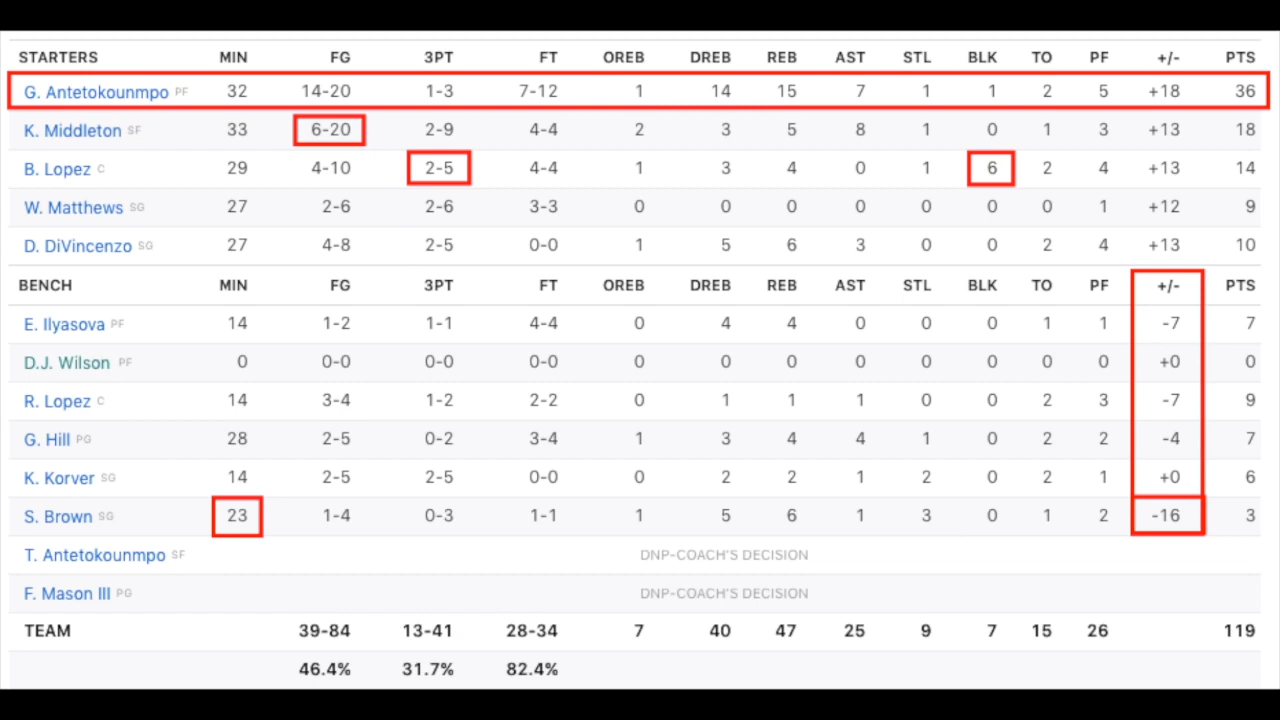 STARTERS MIN FG 3PT FT OREB DREB REB AST STL BLK TO PF +/- PTS
G. Antetokounmpo PF 32 14-20 1-3 7-12 1 14 15 7 1 1 2 5 +18 36
K. Middleton SF 33 6-20 2-9 4-4 2 3 5 8 1 0 1 3 +13 18
B. Lopez C 29 4-10 2-5 4-4 1 3 4 0 1 6 2 4 +13 14
W. Matthews SG 27 2-6 2-6 3-3 0 0 0 0 0 0 0 1 +12 9
D. DiVincenzo SG 27 4-8 2-5 0-0 1 5 6 3 0 0 2 4 +13 10
BENCH MIN FG 3PT FT OREB DREB REB AST STL BLK TO PF +/- PTS
E. Ilyasova PF 14 1-2 1-1 4-4 0 4 4 0 0 0 1 1 -7 7
D.J. Wilson PF 0 0-0 0-0 0-0 0 0 0 0 0 0 0 0 +0 0
R. Lopez C 14 3-4 1-2 2-2 0 1 1 1 0 0 2 3 -7 9
G. Hill PG 28 2-5 0-2 3-4 1 3 4 4 1 0 2 2 -4 7
K. Korver SG 14 2-5 2-5 0-0 0 2 2 1 2 0 2 1 +0 6
S. Brown SG 23 1-4 0-3 1-1 1 5 6 1 3 0 1 2 -16 3
T. Antetokounmpo SF DNP-COACH'S DECISION
F. Mason III PG DNP-COACH'S DECISION
TEAM 39-84 13-41 28-34 7 40 47 25 9 7 15 26 119
46.4% 31.7% 82.4%